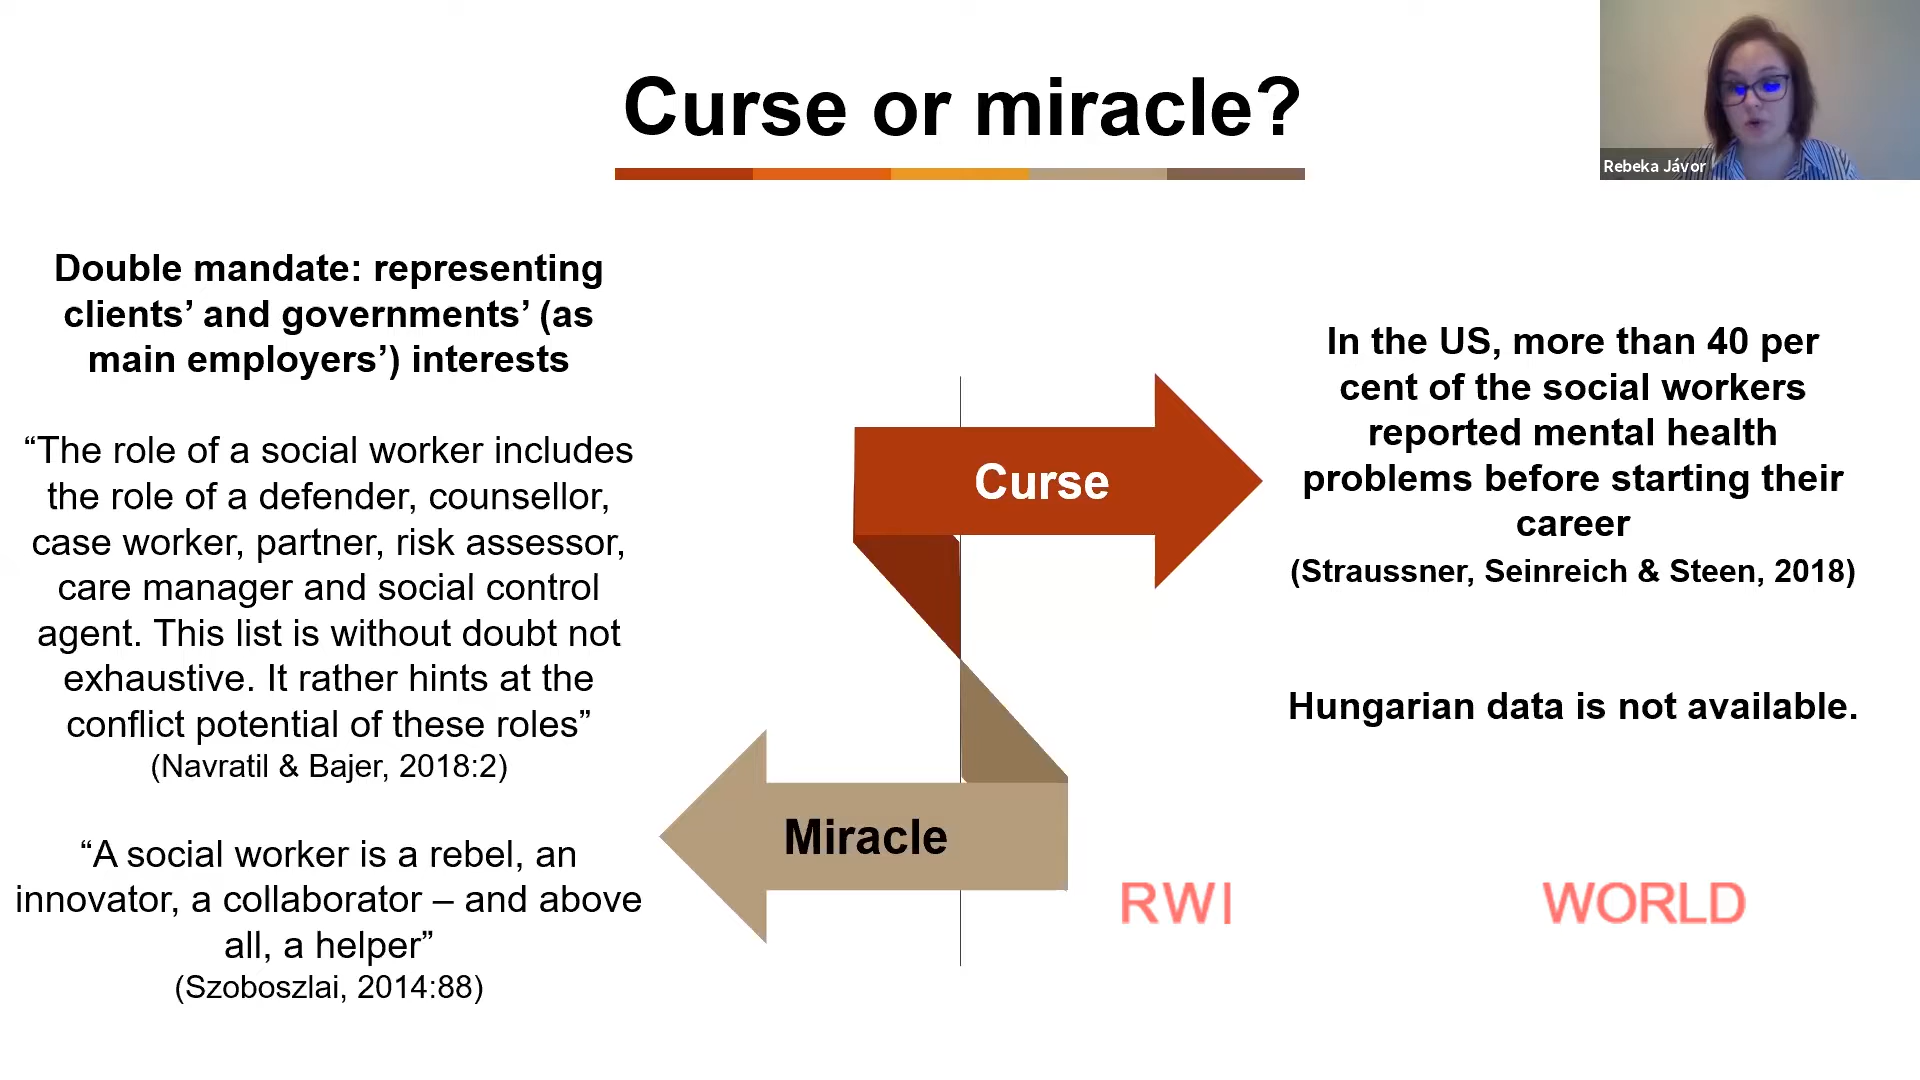 Curse or miracle?
Rebeka Jávor
Double mandate: representing
clients’ and governments’ (as
main employers’) interests
“The role of a social worker includes
the role of a defender, counsellor,
case worker, partner, risk assessor,
care manager and social control
agent. This list is without doubt not
exhaustive. It rather hints at the
conflict potential of these roles”
(Navratil & Bajer, 2018:2)
“A social worker is a rebel, an
innovator, a collaborator – and above
all, a helper”
(Szoboszlai, 2014:88)
Curse
Miracle
In the US, more than 40 per
cent of the social workers
reported mental health
problems before starting their
career
(Straussner, Seinreich & Steen, 2018)
Hungarian data is not available.
RWI
WORLD